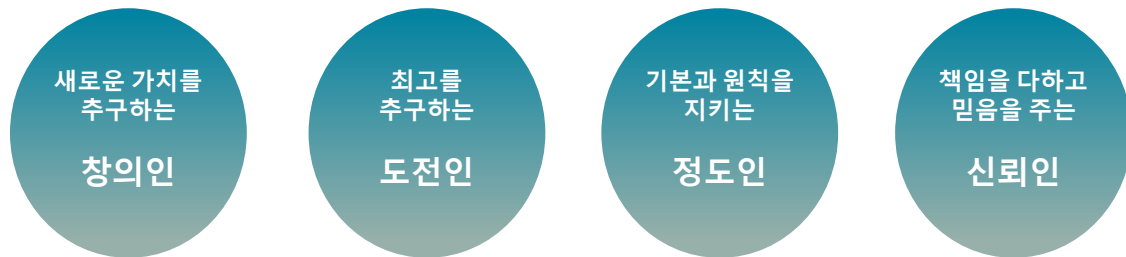 새로운 가치를
추구하는
창의인
최고를
추구하는
도전인
기본과 원칙을
지키는
정도인
책임을 다하고
믿음을 주는
신뢰인